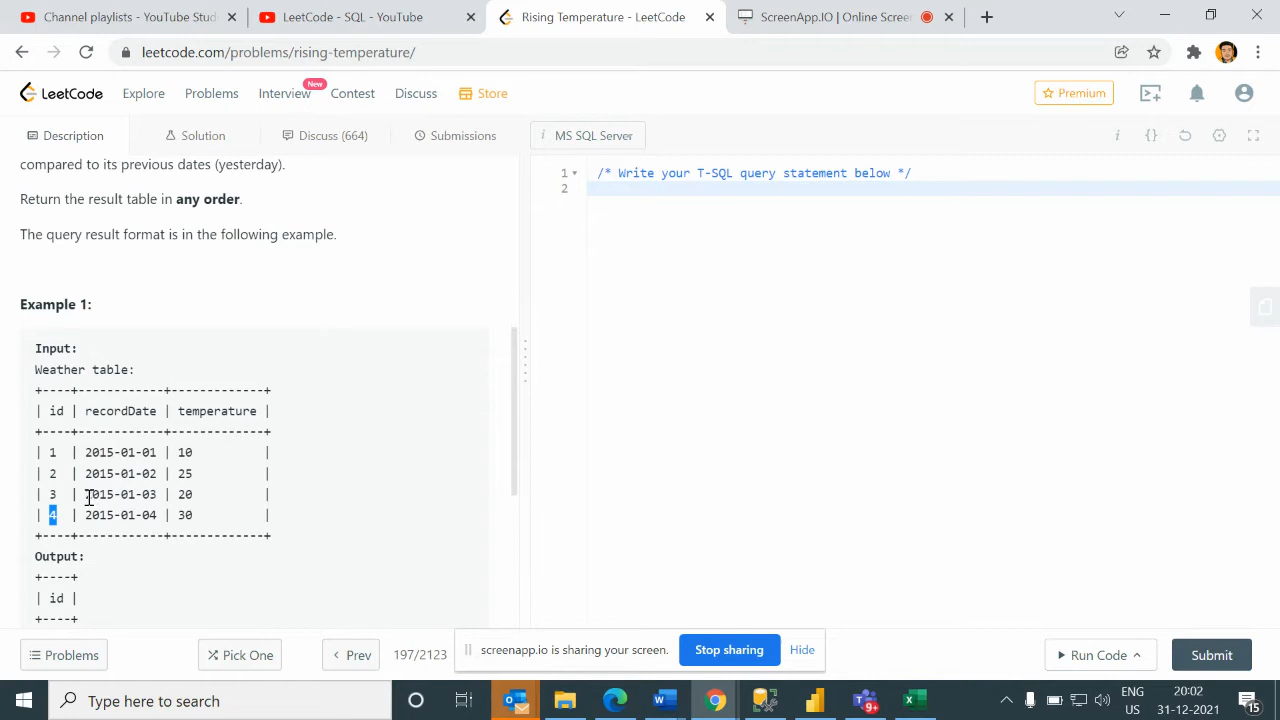 Channel playlists - YouTube Stud
LeetCode - SQL - YouTube
Rising Temperature - LeetCode
ScreenApp.IO | Online Screen
leetcode.com/problems/rising-temperature/
LeetCode
Explore
Problems
Interview
New
Contest
Discuss
Store
Premium
Description
Solution
Discuss (664)
Submissions
i MS SQL Server
i {}
compared to its previous dates (yesterday).
Return the result table in any order.
The query result format is in the following example.
Example 1:
Input:
Weather table:
+----+------------+-------------+
| id | recordDate | temperature |
+----+------------+-------------+
| 1 | 2015-01-01 | 10 |
| 2 | 2015-01-02 | 25 |
| 3 | 2015-01-03 | 20 |
| 4 | 2015-01-04 | 30 |
+----+------------+-------------+
Output:
+----+
| id |
+----+
1 /* Write your T-SQL query statement below */
2
Problems
Pick One
Prev
197/2123
screenapp.io is sharing your screen.
Stop sharing
Hide
Run Code
Submit
Type here to search
9+
ENG
US
20:02
31-12-2021
15